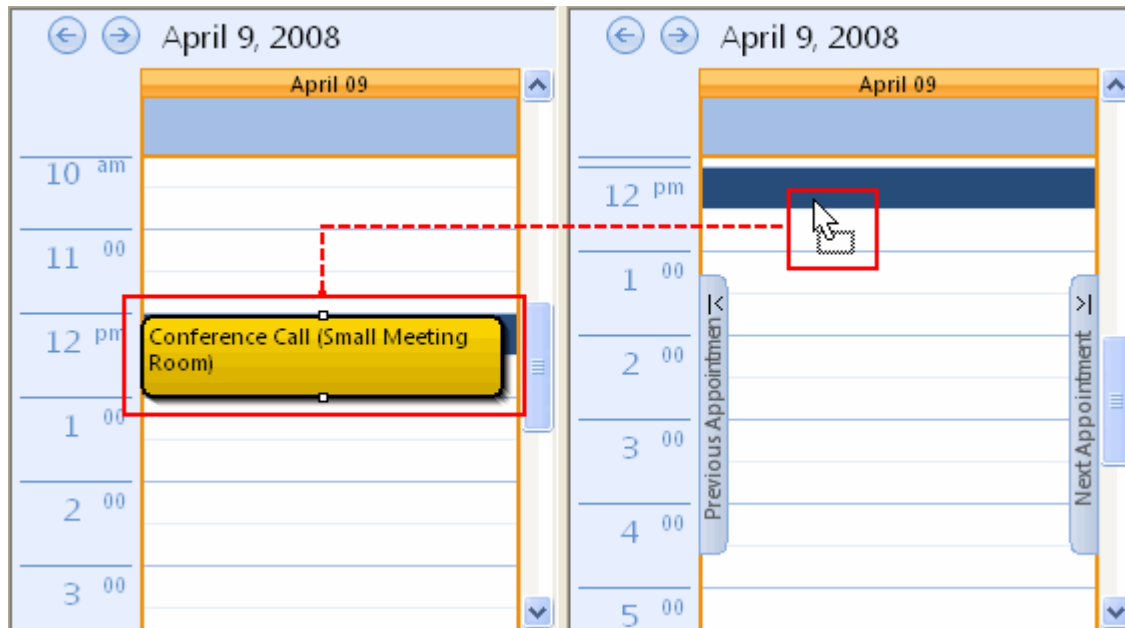 April 9, 2008
April 09
10 am
11 00
12 pm
Conference Call (Small Meeting
Room)
1 00
2 00
3 00
April 9, 2008
April 09
12 pm
1 00
2 00
3 00
4 00
5 00
Previous Appointmen
Next Appointment